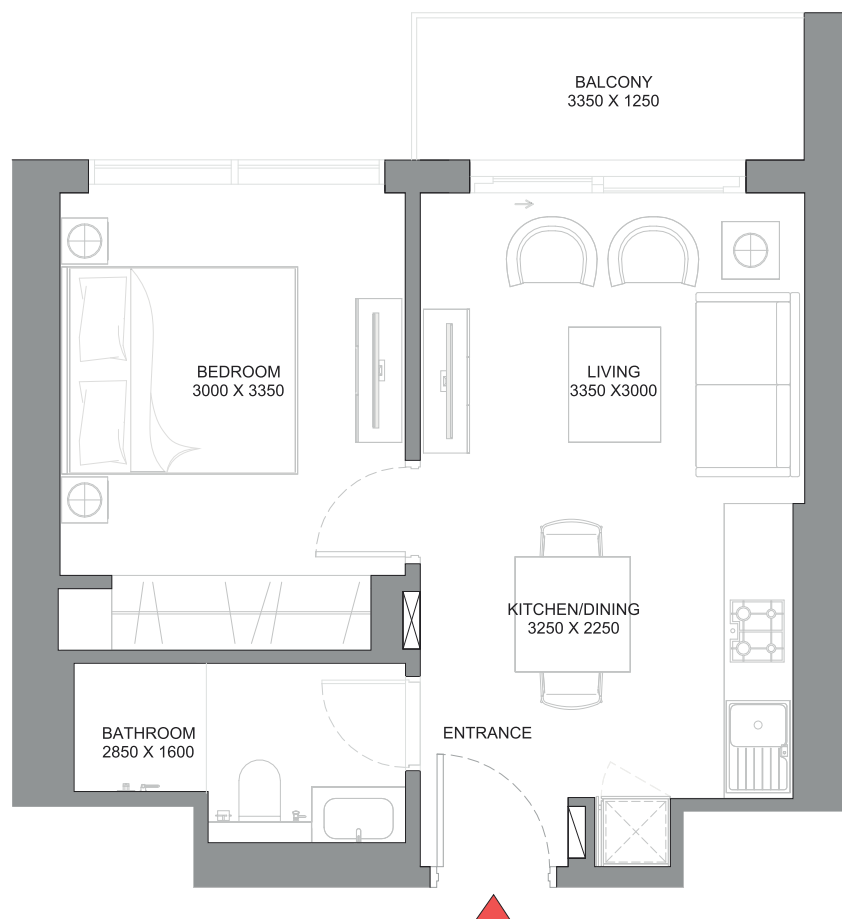 BALCONY
3350 X 1250
BEDROOM
3000 X 3350
LIVING
3350 X3000
KITCHEN/DINING
3250 X 2250
BATHROOM
2850 X 1600
ENTRANCE